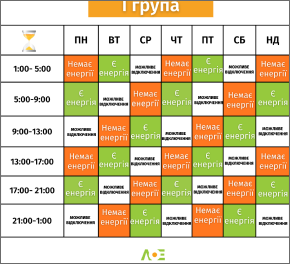 І група
ПН ВТ СР ЧТ ПТ СБ НД
1:00- 5:00 Немає енергії Є енергія можливе відключення Немає енергії Є енергія можливе відключення Немає енергії
5:00-9:00 Є енергія можливе відключення Немає енергії Є енергія можливе відключення Немає енергії Є енергія
9:00-13:00 можливе відключення Немає енергії Є енергія можливе відключення Немає енергії Є енергія можливе відключення
13:00-17:00 Немає енергії Є енергія можливе відключення Немає енергії Є енергія можливе відключення Немає енергії
17:00- 21:00 Є енергія можливе відключення Немає енергії Є енергія можливе відключення Немає енергії Є енергія
21:00-1:00 можливе відключення Немає енергії Є енергія можливе відключення Немає енергії Є енергія можливе відключення
ЛОЕ